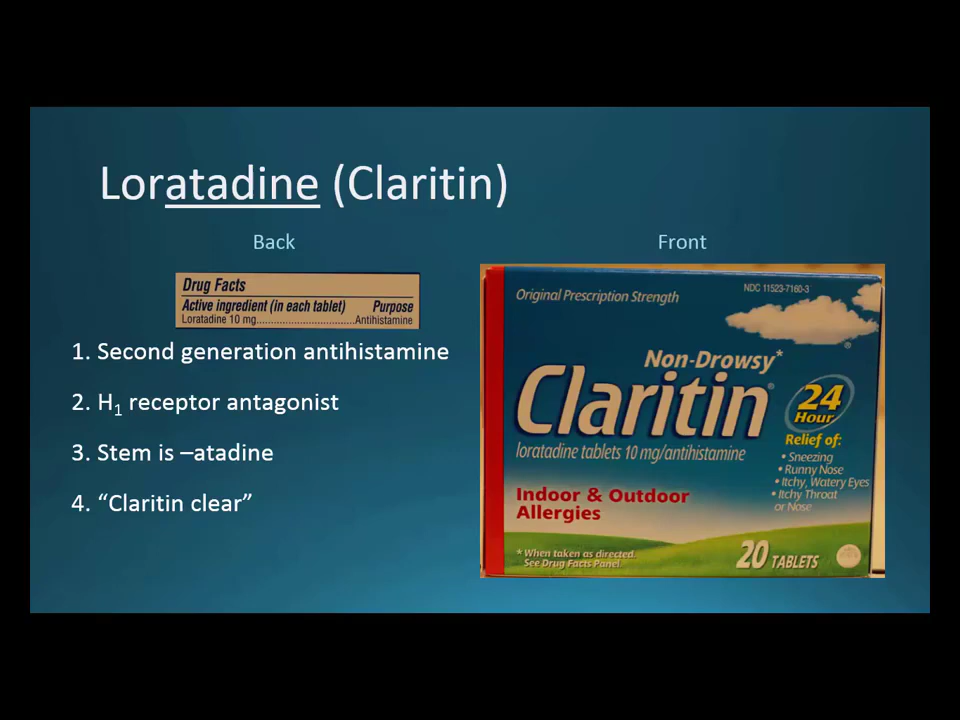 Loratadine (Claritin)
Back
Drug Facts
Active ingredient (in each tablet) Purpose
Loratadine 10 mg..................................Antihistamine
1. Second generation antihistamine
2. H1 receptor antagonist
3. Stem is –atadine
4. “Claritin clear”
Front
Original Prescription Strength
NDC 11523-7160-3
Non-Drowsy*
Claritin®
loratadine tablets 10 mg/antihistamine
24
Hour
Relief of:
• Sneezing
• Runny Nose
• Itchy, Watery Eyes
• Itchy Throat
or Nose
Indoor & Outdoor
Allergies
* When taken as directed.
See Drug Facts Panel.
20 TABLETS